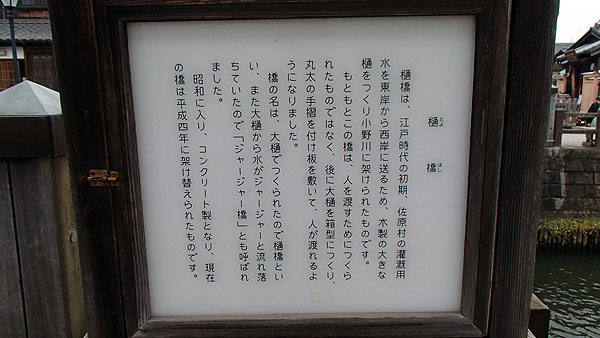 樋橋
とよはし
樋橋は、江戸時代の初期、佐原村の灌漑用
水を東岸から西岸に送るため、木製の大きな
樋をつくり小野川に架けられたものです。
もともとこの橋は、人を渡すためにつくら
れたものではなく、後に大樋を箱型につくり、
丸太の手摺を付け板を敷いて、人が渡れるよ
うになりました。
橋の名は、大樋でつくられたので樋橋とい
い、また大樋から水がジャージャーと流れ落
ちていたので「ジャージャー橋」とも呼ばれ
ました。
昭和に入り、コンクリート製となり、現在
の橋は平成四年に架け替えられたものです。